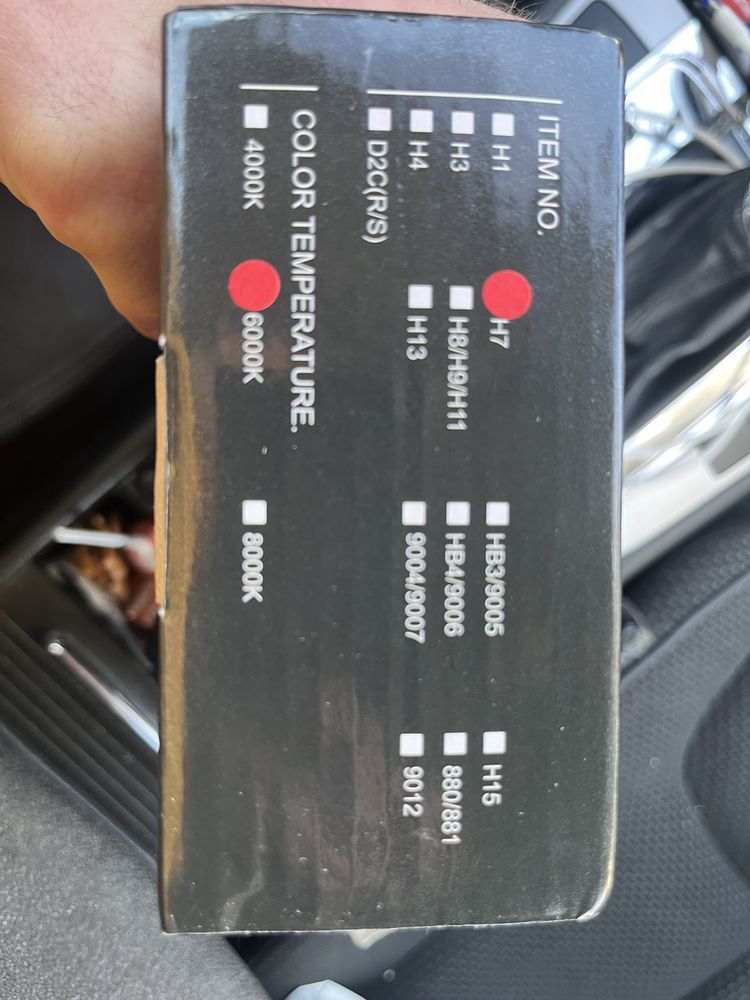 ITEM NO.
H1 H7 HB3/9005 H15
H3 H8/H9/H11 HB4/9006 880/881
H4 H13 9004/9007 9012
D2C(R/S)
COLOR TEMPERATURE.
4000K 6000K 8000K